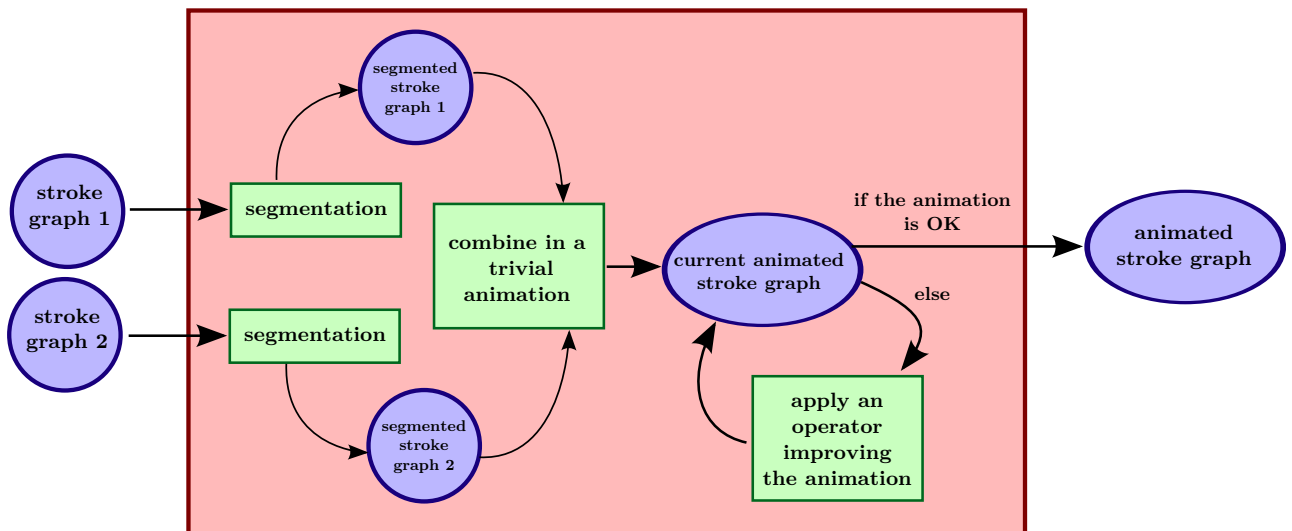 stroke
graph 1
stroke
graph 2
segmentation
segmentation
segmented
stroke
graph 1
segmented
stroke
graph 2
combine in a
trivial
animation
current animated
stroke graph
if the animation
is OK
else
apply an
operator
improving
the animation
animated
stroke graph